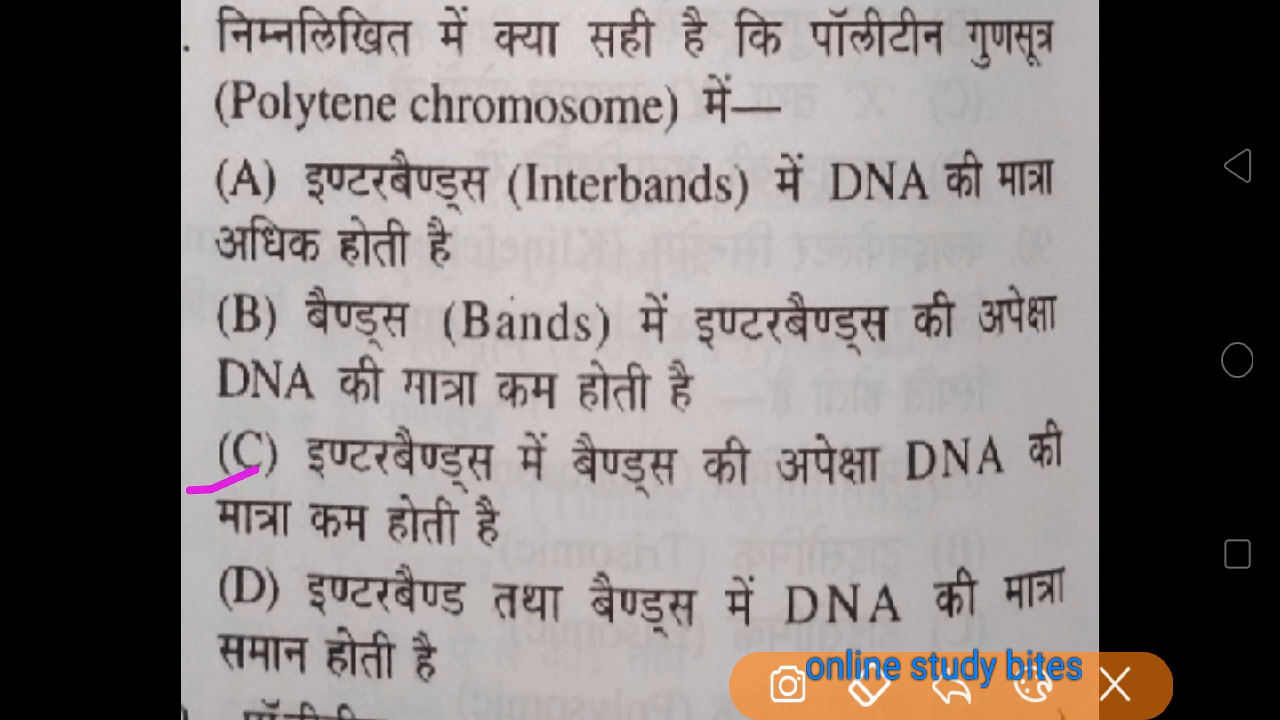 . निम्नलिखित में क्या सही है कि पॉलीटीन गुणसूत्र
(Polytene chromosome) में—
(A) इण्टरबैण्ड्स (Interbands) में DNA की मात्रा
अधिक होती है
(B) बैण्ड्स (Bands) में इण्टरबैण्ड्स की अपेक्षा
DNA की मात्रा कम होती है
(C) इण्टरबैण्ड्स में बैण्ड्स की अपेक्षा DNA की
मात्रा कम होती है
(D) इण्टरबैण्ड तथा बैण्ड्स में DNA की मात्रा
समान होती है
online study bites